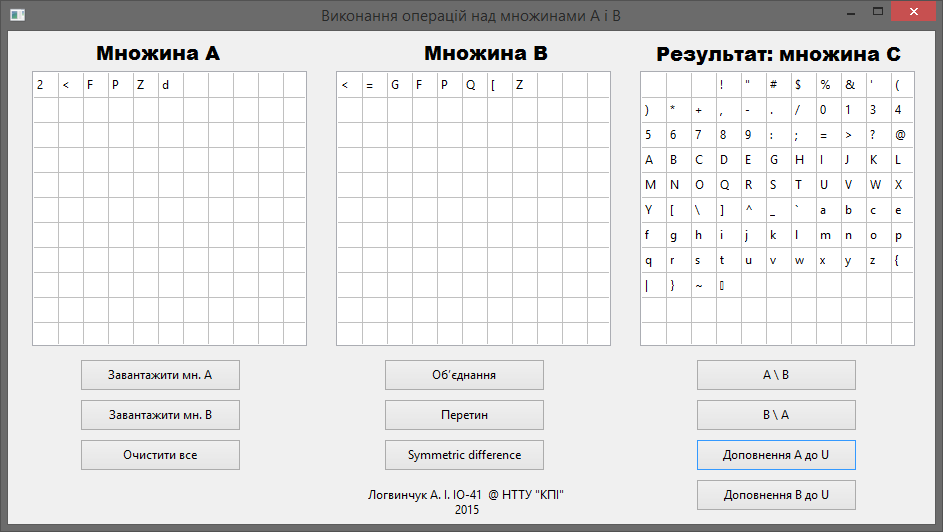 Виконання операцій над множинами А і В
Множина А
2 < F P Z d
Множина В
< = G F P Q [ Z
Результат: множина С
! " # $ % & ' (
) * + , - . / 0 1 3 4
5 6 7 8 9 : ; = > ? @
A B C D E G H I J K L
M N O Q R S T U V W X
Y [ \ ] ^ _ ` a b c e
f g h i j k l m n o p
q r s t u v w x y z {
| } ~ ▯
Завантажити мн. А
Завантажити мн. В
Очистити все
Об'єднання
Перетин
Symmetric difference
A \ B
B \ A
Доповнення А до U
Доповнення В до U
Логвинчук А. І. ІО-41 @ НТТУ "КПІ"
2015